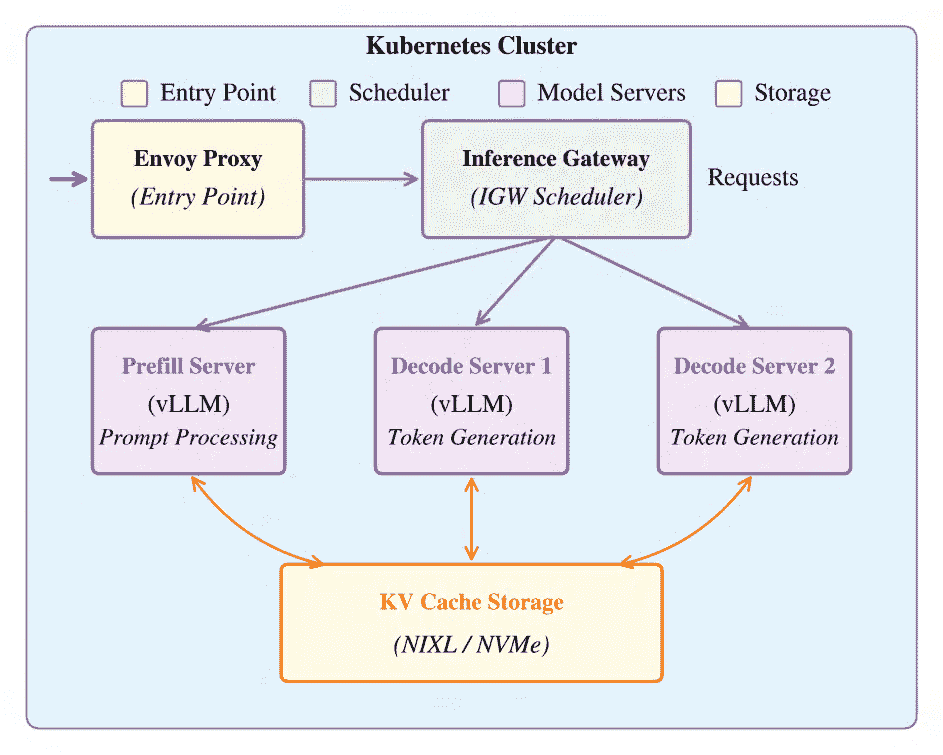 Kubernetes Cluster
Entry Point
Scheduler
Model Servers
Storage
Envoy Proxy
(Entry Point)
Inference Gateway
(IGW Scheduler)
Requests
Prefill Server
(vLLM)
Prompt Processing
Decode Server 1
(vLLM)
Token Generation
Decode Server 2
(vLLM)
Token Generation
KV Cache Storage
(NIXL / NVMe)